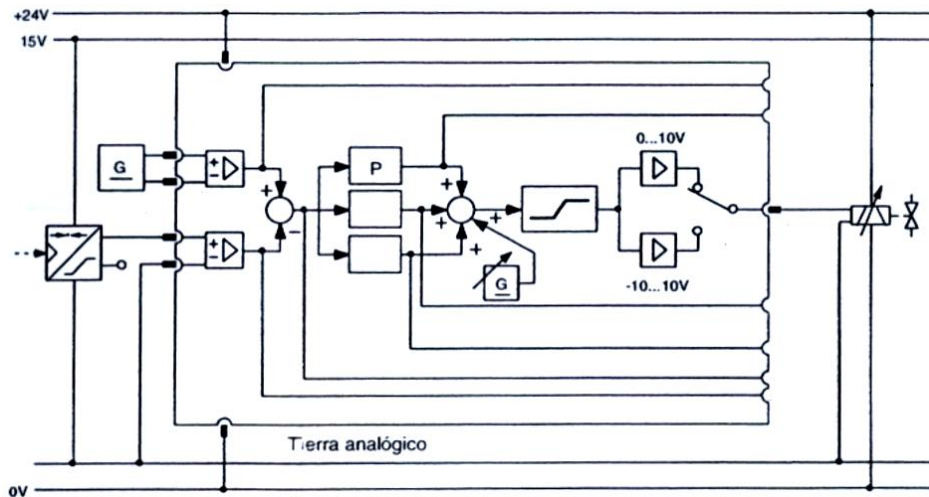 +24V
15V
0...10V
G
+
-
P
+
+
+
+
-
+
-
+
G
-10...10V
Tierra analógico
0V